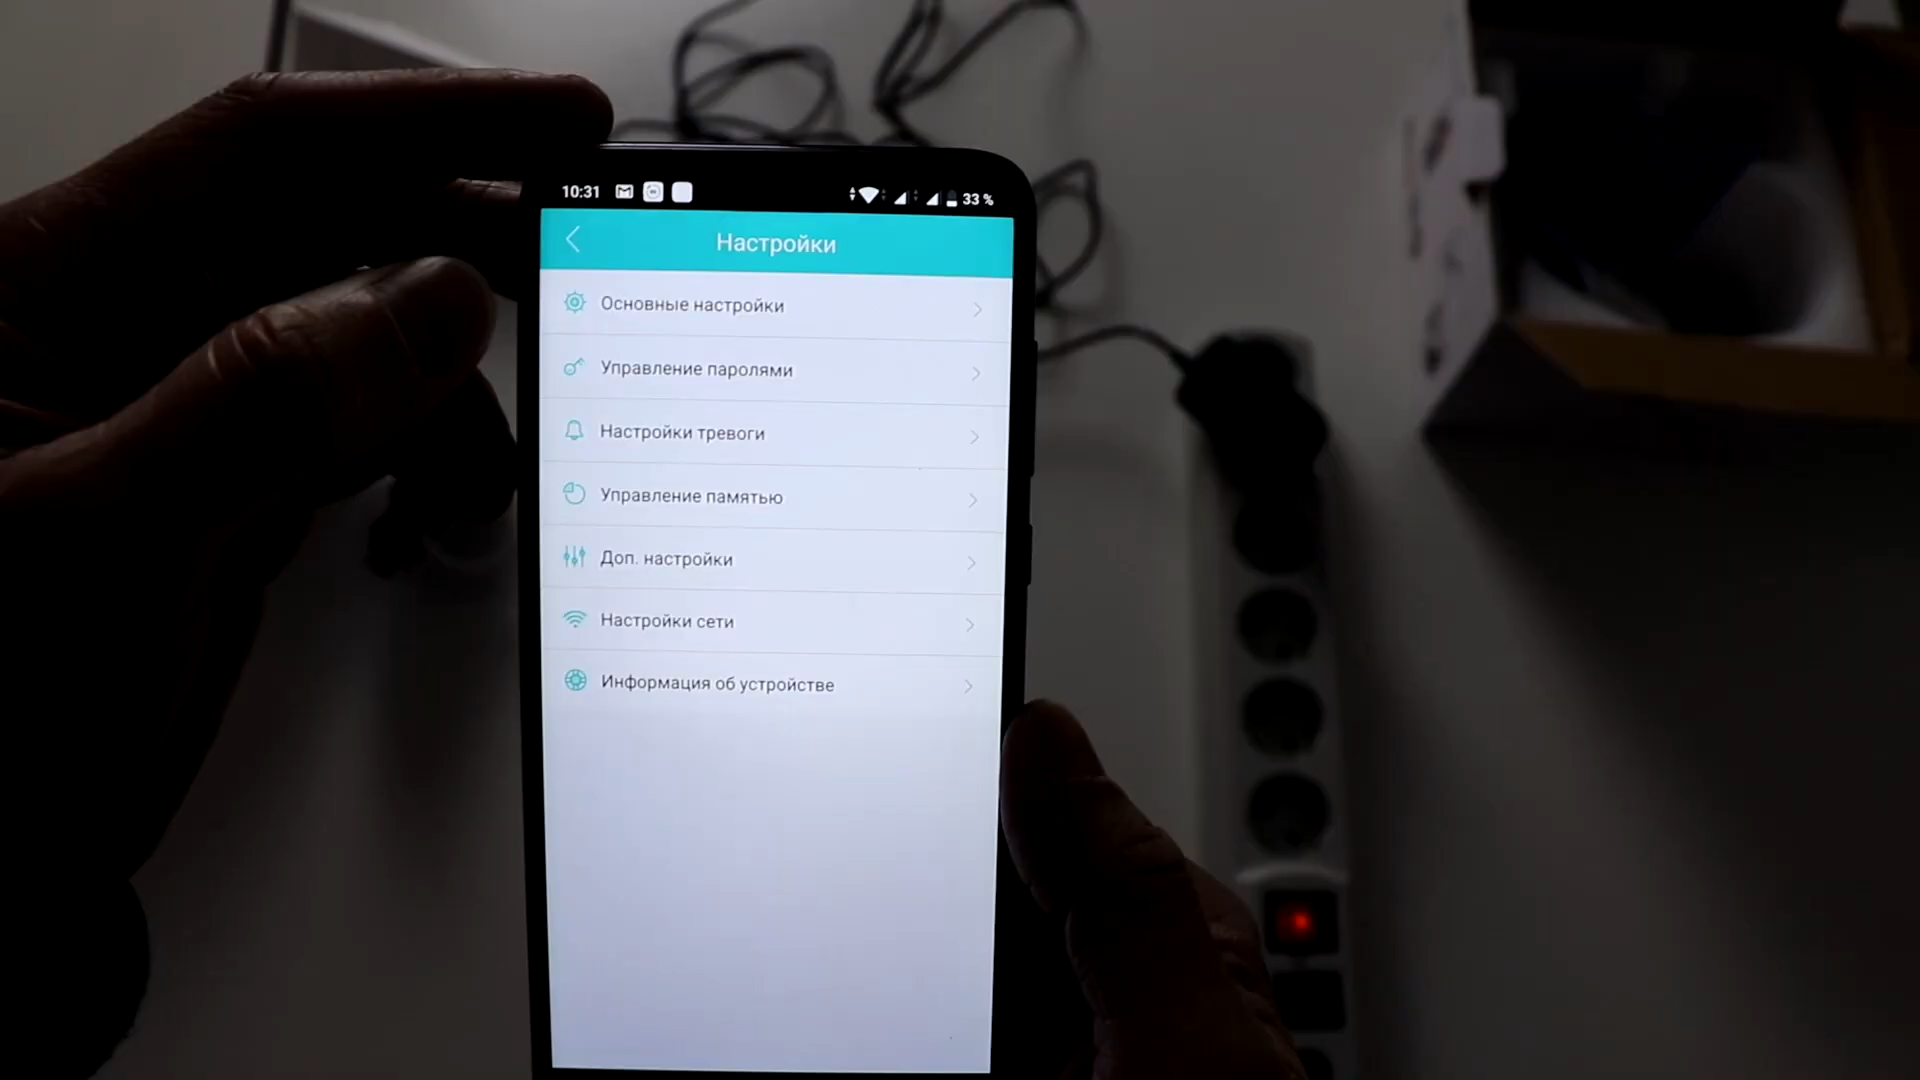 10:31
33 %
Настройки
Основные настройки
Управление паролями
Настройки тревоги
Управление памятью
Доп. настройки
Настройки сети
Информация об устройстве